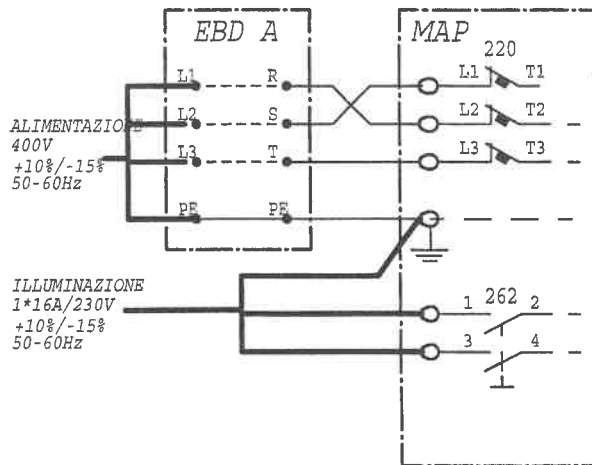 EBD A
MAP
220
L1 R L1 T1
L2 S L2 T2
ALIMENTAZIONE
400V
L3 T L3 T3
+10%/-15%
50-60Hz
PE PE
ILLUMINAZIONE
1*16A/230V
1 262 2
+10%/-15%
50-60Hz
3 4